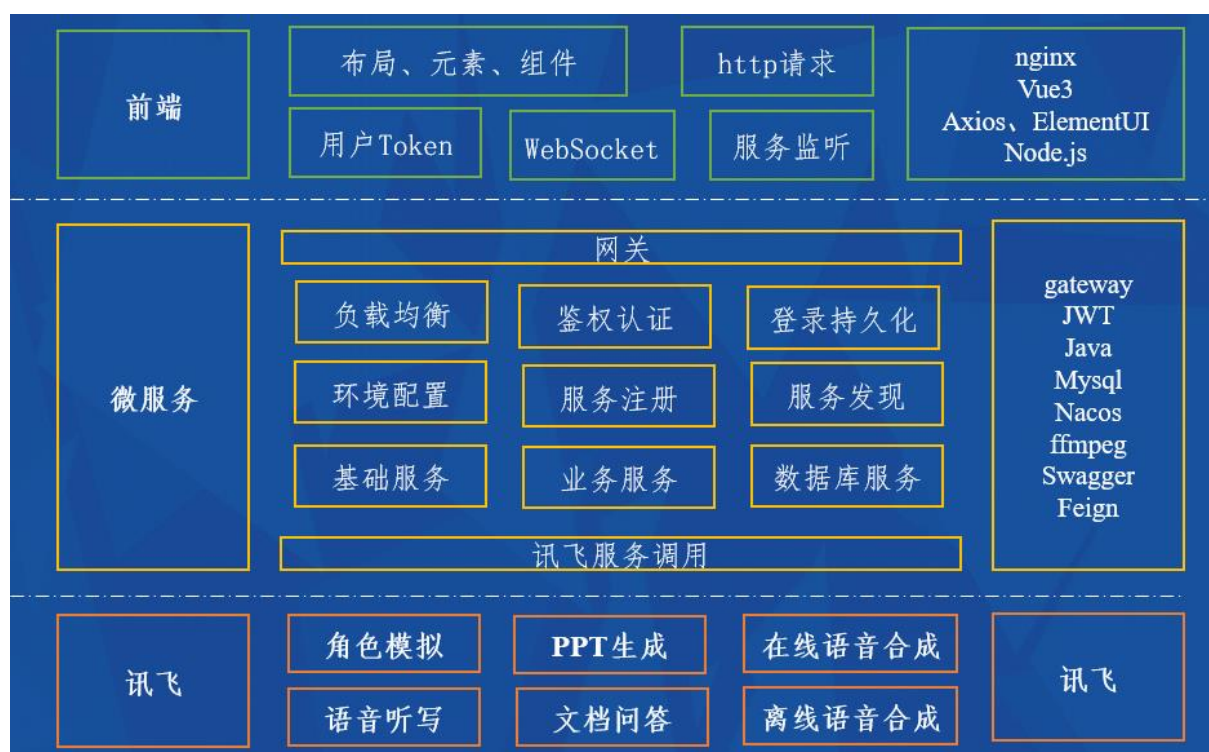 前端
布局、元素、组件
http请求
用户Token
WebSocket
服务监听
nginx
Vue3
Axios、ElementUI
Node.js
微服务
网关
负载均衡
鉴权认证
登录持久化
环境配置
服务注册
服务发现
基础服务
业务服务
数据库服务
讯飞服务调用
gateway
JWT
Java
Mysql
Nacos
ffmpeg
Swagger
Feign
讯飞
角色模拟
PPT生成
在线语音合成
语音听写
文档问答
离线语音合成
讯飞